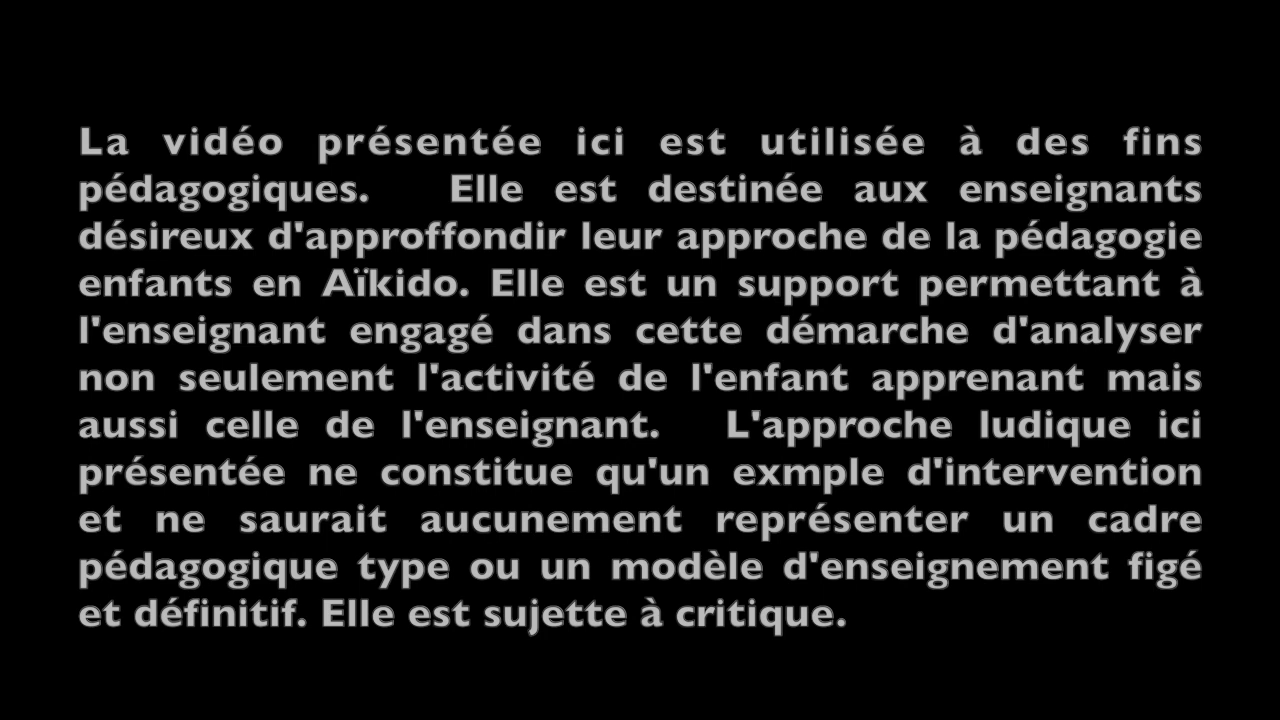 La vidéo présentée ici est utilisée à des fins
pédagogiques. Elle est destinée aux enseignants
désireux d'approffondir leur approche de la pédagogie
enfants en Aïkido. Elle est un support permettant à
l'enseignant engagé dans cette démarche d'analyser
non seulement l'activité de l'enfant apprenant mais
aussi celle de l'enseignant. L'approche ludique ici
présentée ne constitue qu'un exmple d'intervention
et ne saurait aucunement représenter un cadre
pédagogique type ou un modèle d'enseignement figé
et définitif. Elle est sujette à critique.